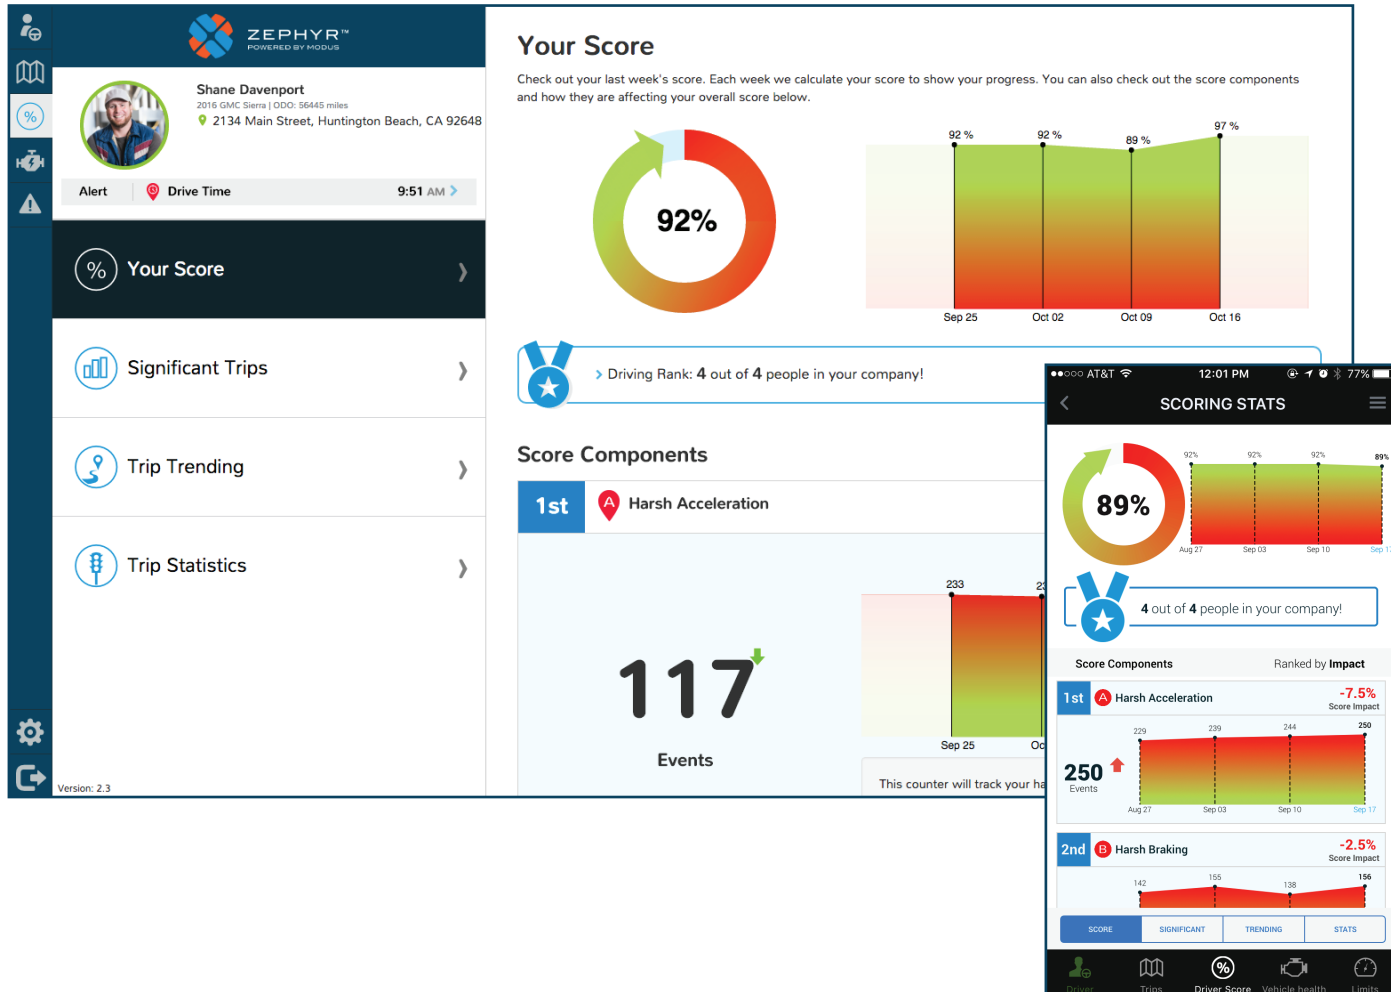 ZEPHYR™
POWERED BY MODUS
Shane Davenport
2016 GMC Sierra | ODO: 56445 miles
2134 Main Street, Huntington Beach, CA 92648
Alert
Drive Time
9:51 AM
% Your Score
Significant Trips
Trip Trending
Trip Statistics
Version: 2.3
%
Your Score
Check out your last week's score. Each week we calculate your score to show your progress. You can also check out the score components
and how they are affecting your overall score below.
92%
92 %
92 %
89 %
97 %
Sep 25
Oct 02
Oct 09
Oct 16
Driving Rank: 4 out of 4 people in your company!
Score Components
1st
A
Harsh Acceleration
117
Events
233
23
Sep 25
Oc
This counter will track your ha
AT&T
12:01 PM
77%
SCORING STATS
89%
92%
92%
92%
89%
Aug 27
Sep 03
Sep 10
Sep 17
4 out of 4 people in your company!
Score Components
Ranked by Impact
1st
A
Harsh Acceleration
-7.5%
Score Impact
250
Events
229
239
244
250
Aug 27
Sep 03
Sep 10
Sep 17
2nd
B
Harsh Braking
-2.5%
Score Impact
142
155
138
156
SCORE
SIGNIFICANT
TRENDING
STATS
%
Driver
Trips
Driver Score
Vehicle health
Limits